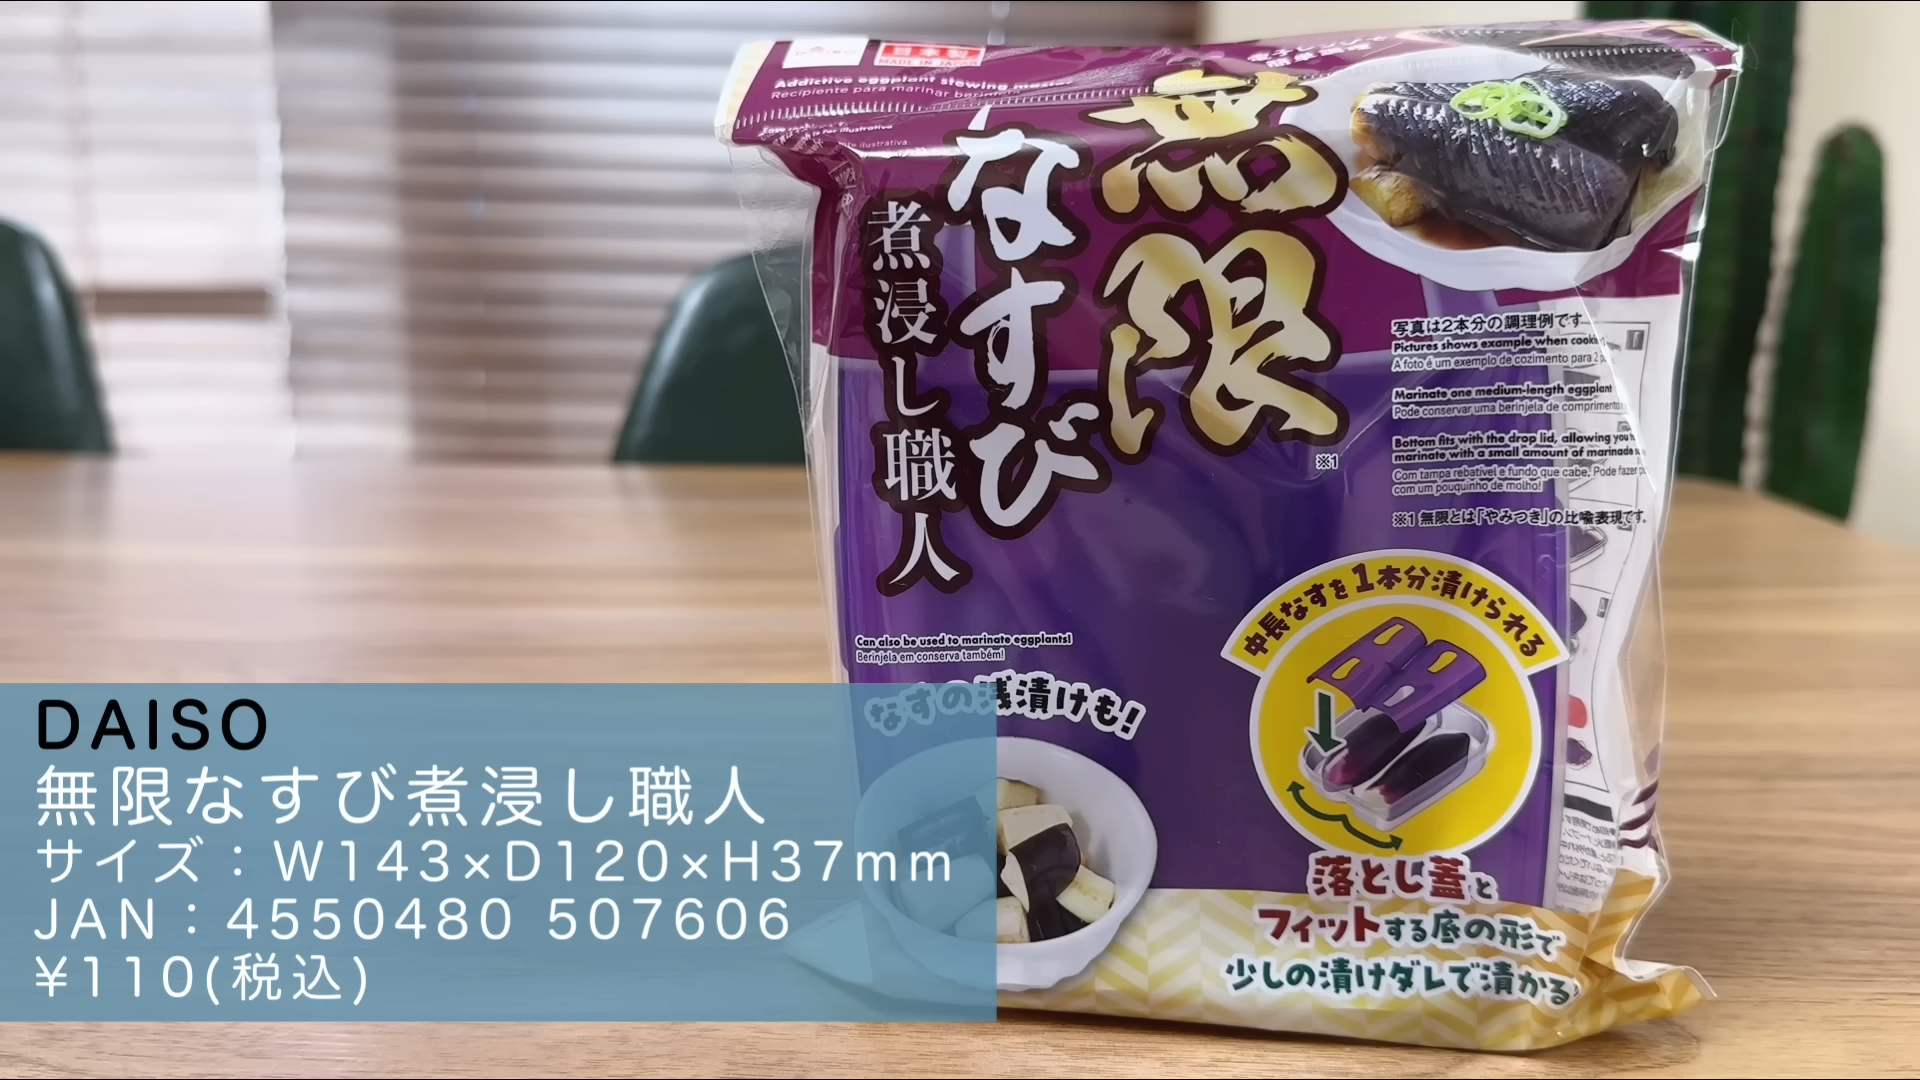 DAISO
日本製
MADE IN JAPAN
Addictive eggplant stewing
Recipiente para marinar
無限
なすび
煮浸し職人
※1
写真は2本分の調理例です
Pictures shows example when
A foto é um exemplo de cozimento para 2
Marinate one medium-length eggplant
Pode conservar uma berinjela de comprimento
Bottom fits with the drop lid, allowing you
marinate with a small amount of marinade
Com tampa rebatível e fundo que cabe. Pode fazer
com um pouquinho de molho!
※1 無限とは「やみつき」の比喩表現です。
Can also be used to marinate eggplants!
Berinjela em conserva também!
なすの浅漬けも!
中長なすを1本分漬けられる
落とし蓋と
フィットする底の形で
少しの漬けダレで漬かる
DAISO
無限なすび煮浸し職人
サイズ：W143×D120×H37mm
JAN：4550480 507606
¥110(税込)